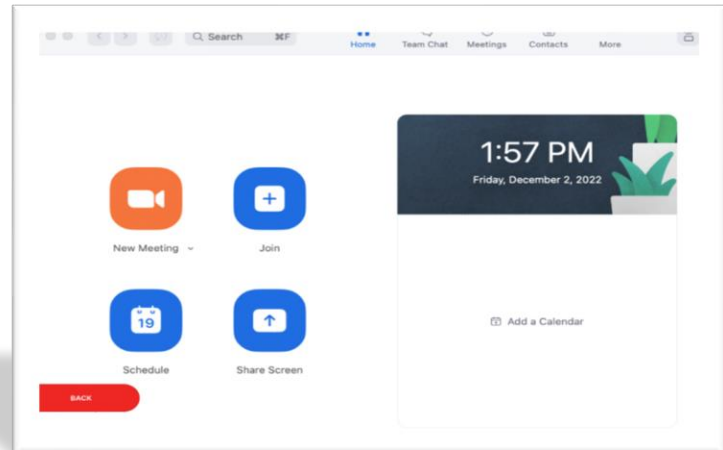 Search ⌘F
Home Team Chat Meetings Contacts More
1:57 PM
Friday, December 2, 2022
New Meeting Join
19
Add a Calendar
Schedule Share Screen
BACK